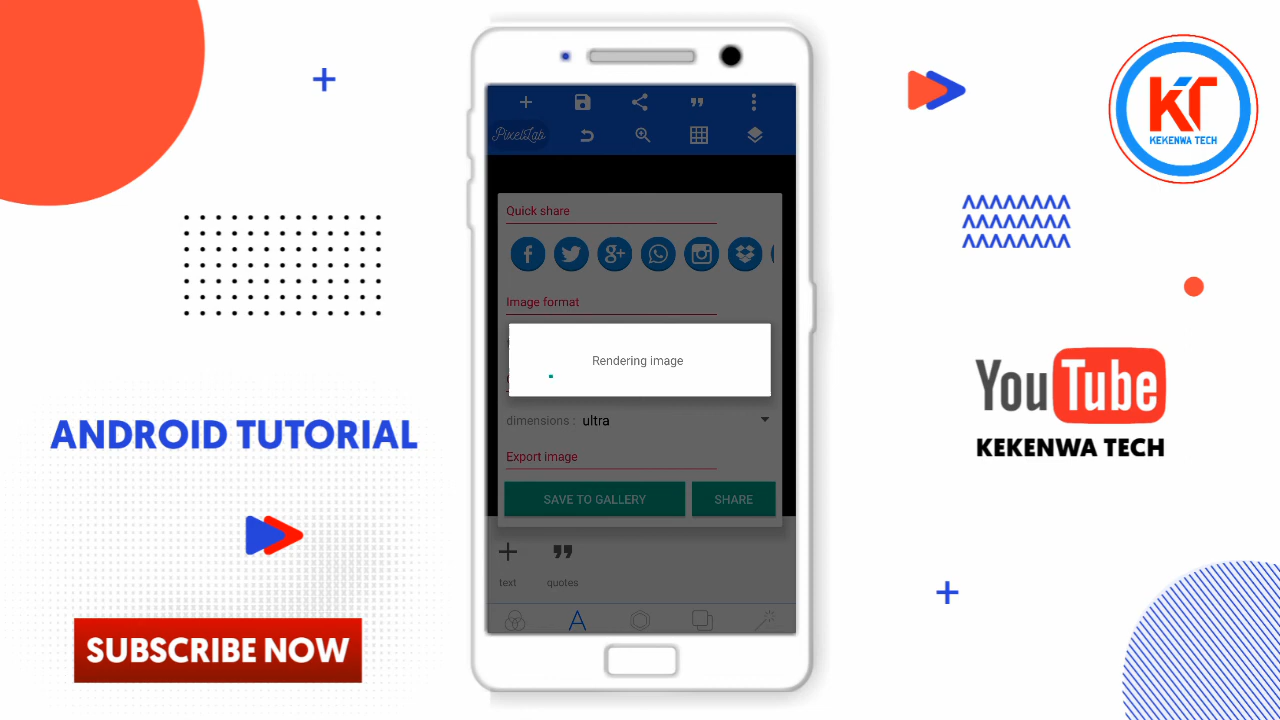 PixelLab
Quick share
Image format
Rendering image
dimensions : ultra
Export image
SAVE TO GALLERY
SHARE
text
quotes
ANDROID TUTORIAL
SUBSCRIBE NOW
KT
KEKENWA TECH
YouTube
KEKENWA TECH